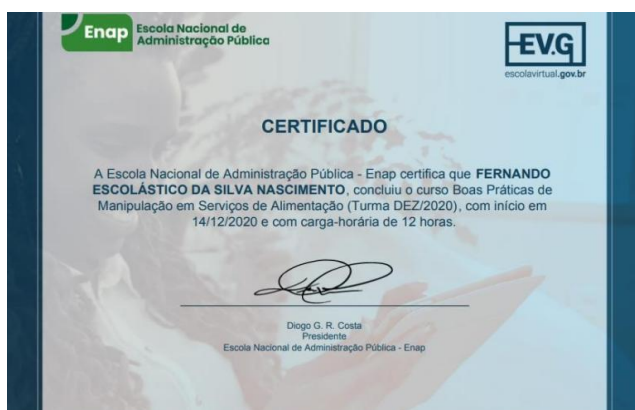 Enap
Escola Nacional de
Administração Pública
EV.G
escolavirtual.gov.br
CERTIFICADO
A Escola Nacional de Administração Pública - Enap certifica que FERNANDO
ESCOLÁSTICO DA SILVA NASCIMENTO, concluiu o curso Boas Práticas de
Manipulação em Serviços de Alimentação (Turma DEZ/2020), com início em
14/12/2020 e com carga-horária de 12 horas.
Diogo G. R. Costa
Presidente
Escola Nacional de Administração Pública - Enap